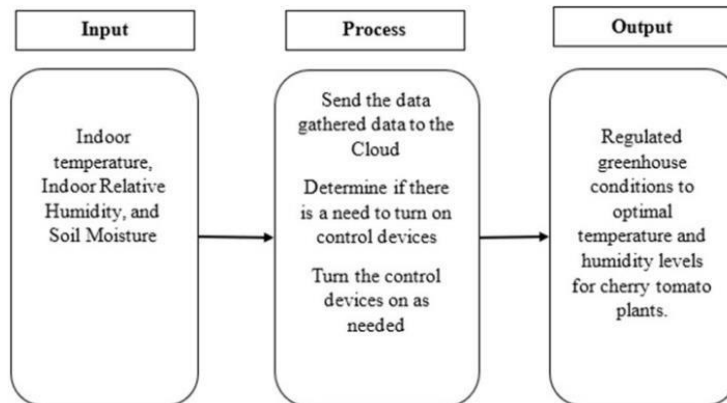 Input
Process
Output
Indoor
temperature,
Indoor Relative
Humidity, and
Soil Moisture
Send the data
gathered data to the
Cloud
Determine if there
is a need to turn on
control devices
Turn the control
devices on as
needed
Regulated
greenhouse
conditions to
optimal
temperature and
humidity levels
for cherry tomato
plants.